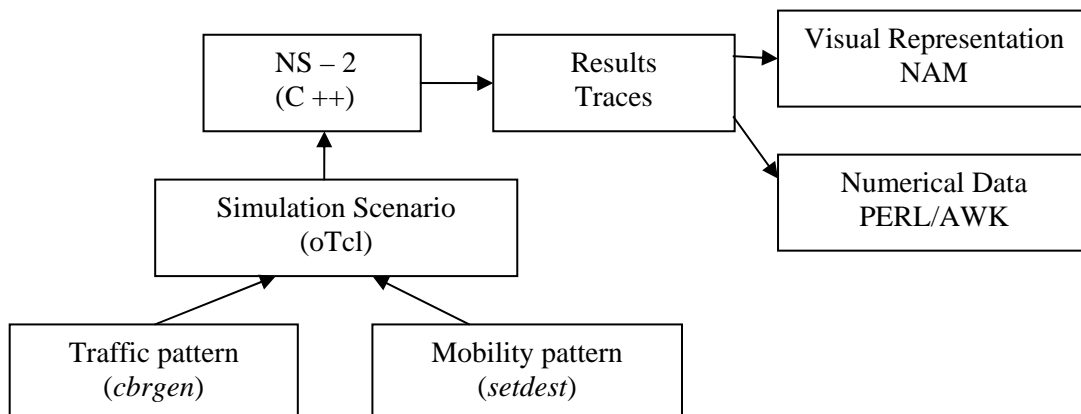 NS – 2
(C ++)
Results
Traces
Visual Representation
NAM
Numerical Data
PERL/AWK
Simulation Scenario
(oTcl)
Traffic pattern
(cbrgen)
Mobility pattern
(setdest)